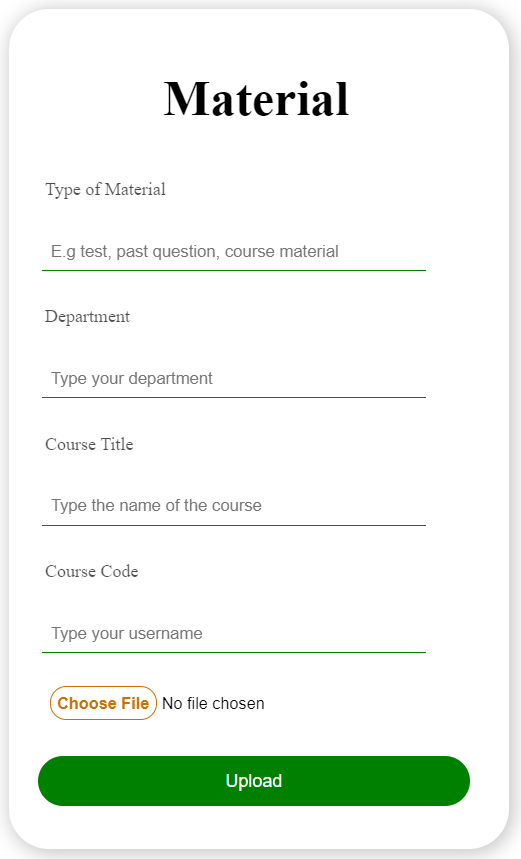 Material
Type of Material
E.g test, past question, course material
Department
Type your department
Course Title
Type the name of the course
Course Code
Type your username
Choose File No file chosen
Upload